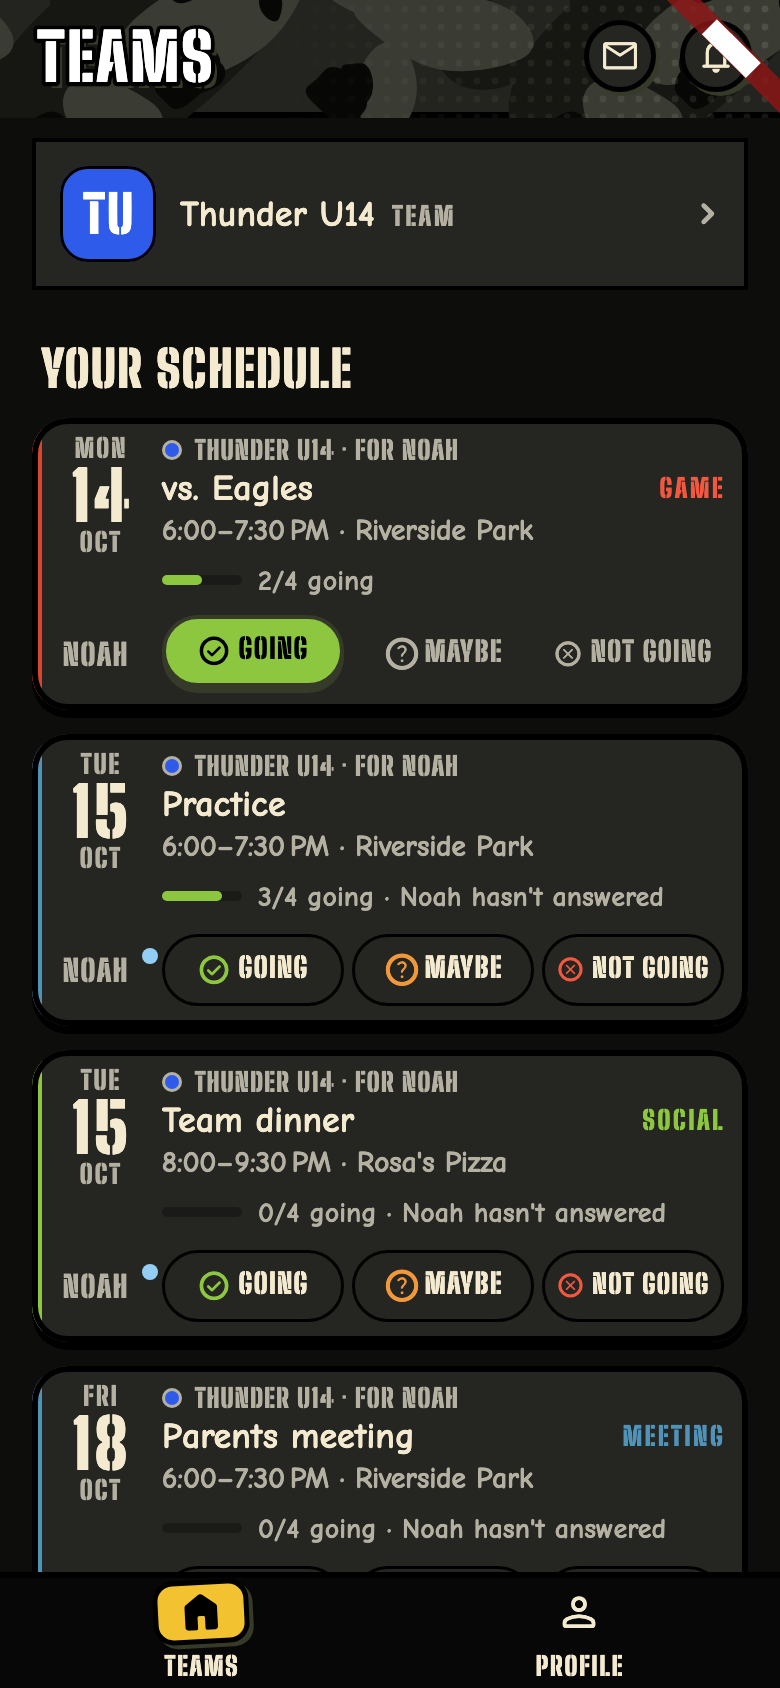 TEAMS
TU
Thunder U14 TEAM
YOUR SCHEDULE
MON
14
OCT
THUNDER U14 · FOR NOAH
vs. Eagles
GAME
6:00–7:30 PM · Riverside Park
2/4 going
NOAH
GOING
MAYBE
NOT GOING
TUE
15
OCT
THUNDER U14 · FOR NOAH
Practice
6:00–7:30 PM · Riverside Park
3/4 going · Noah hasn't answered
NOAH
GOING
MAYBE
NOT GOING
TUE
15
OCT
THUNDER U14 · FOR NOAH
Team dinner
SOCIAL
8:00–9:30 PM · Rosa's Pizza
0/4 going · Noah hasn't answered
NOAH
GOING
MAYBE
NOT GOING
FRI
18
OCT
THUNDER U14 · FOR NOAH
Parents meeting
MEETING
6:00–7:30 PM · Riverside Park
0/4 going · Noah hasn't answered
TEAMS
PROFILE